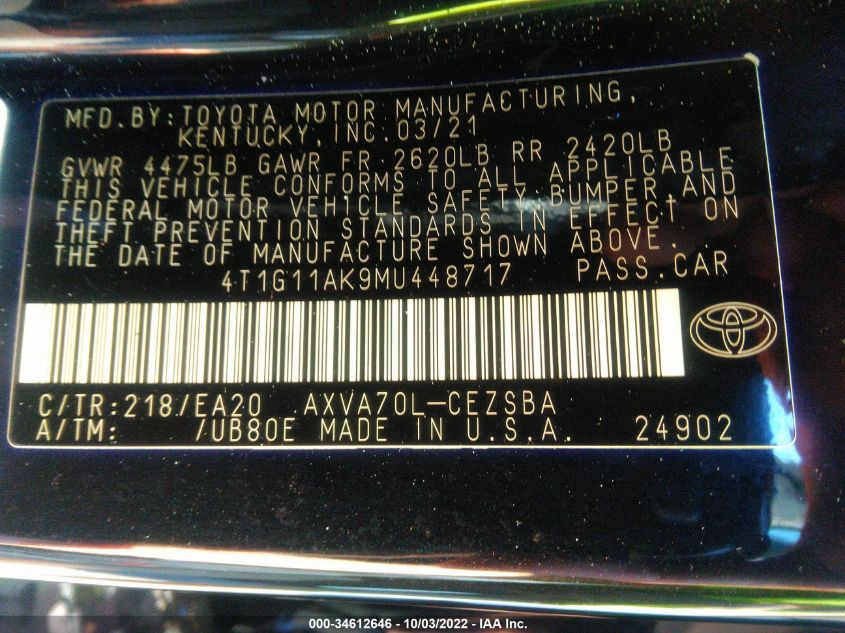 MFD.BY:TOYOTA MOTOR MANUFACTURING,
KENTUCKY,INC.03/21
GVWR 4475LB GAWR FR 2620LB RR 2420LB
THIS VEHICLE CONFORMS TO ALL APPLICABLE
FEDERAL MOTOR VEHICLE SAFETY,BUMPER,AND
THEFT PREVENTION STANDARDS IN EFFECT ON
THE DATE OF MANUFACTURE SHOWN ABOVE.
4T1G11AK9MU448717 PASS.CAR
C/TR:218/EA20 AXVA70L-CEZSBA
A/TM: /UB80E MADE IN U.S.A. 24902
000-34612646 - 10/03/2022 - IAA Inc.